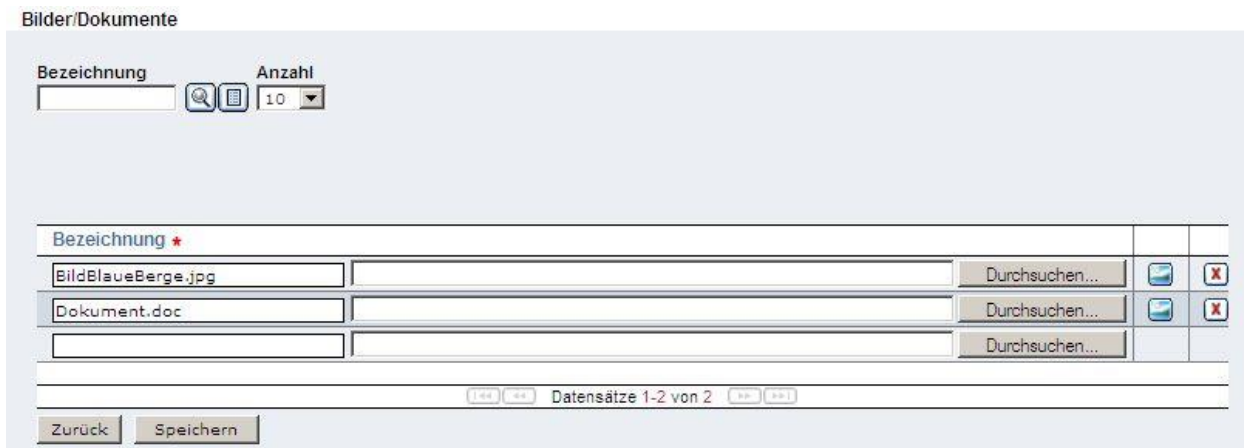 Bilder/Dokumente
Bezeichnung Anzahl
10
Bezeichnung *
BildBlaueBerge.jpg Durchsuchen...
Dokument.doc Durchsuchen...
Durchsuchen...
Datensätze 1-2 von 2
Zurück Speichern